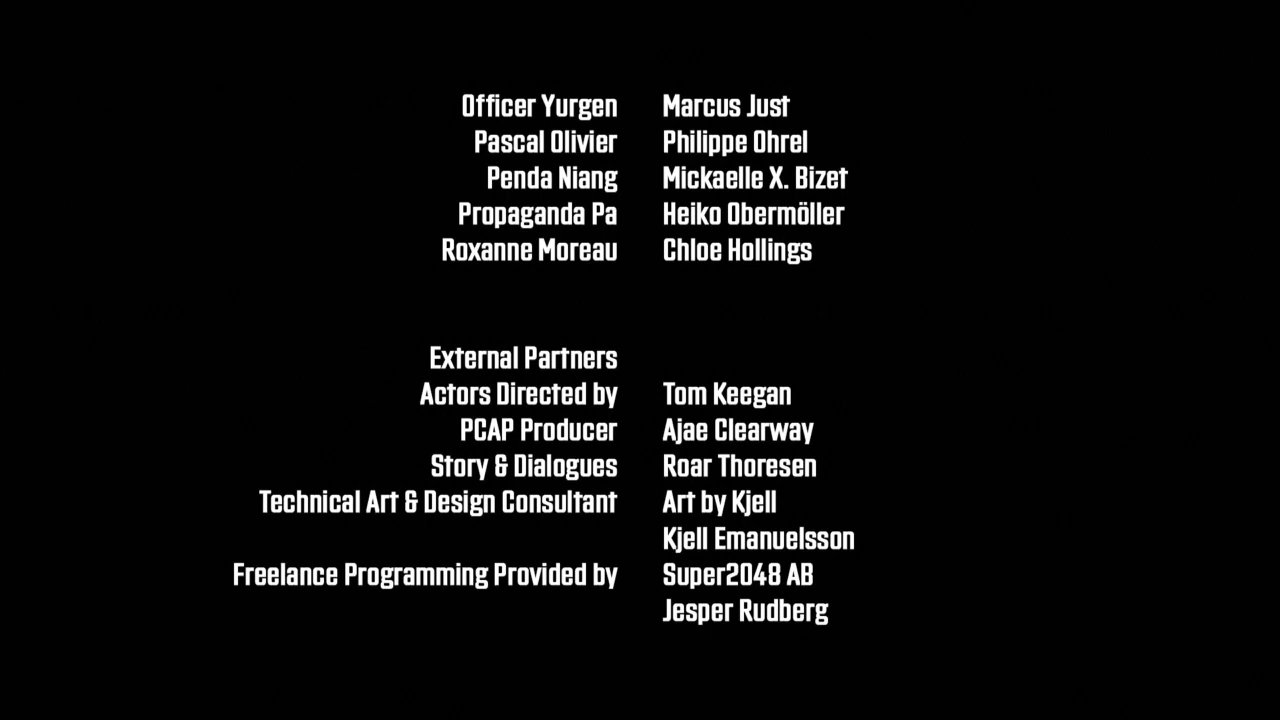 Officer Yurgen Marcus Just
Pascal Olivier Philippe Ohrel
Penda Niang Mickaelle X. Bizet
Propaganda Pa Heiko Obermöller
Roxanne Moreau Chloe Hollings
External Partners
Actors Directed by Tom Keegan
PCAP Producer Ajae Clearway
Story & Dialogues Roar Thoresen
Technical Art & Design Consultant Art by Kjell
Kjell Emanuelsson
Freelance Programming Provided by Super2048 AB
Jesper Rudberg